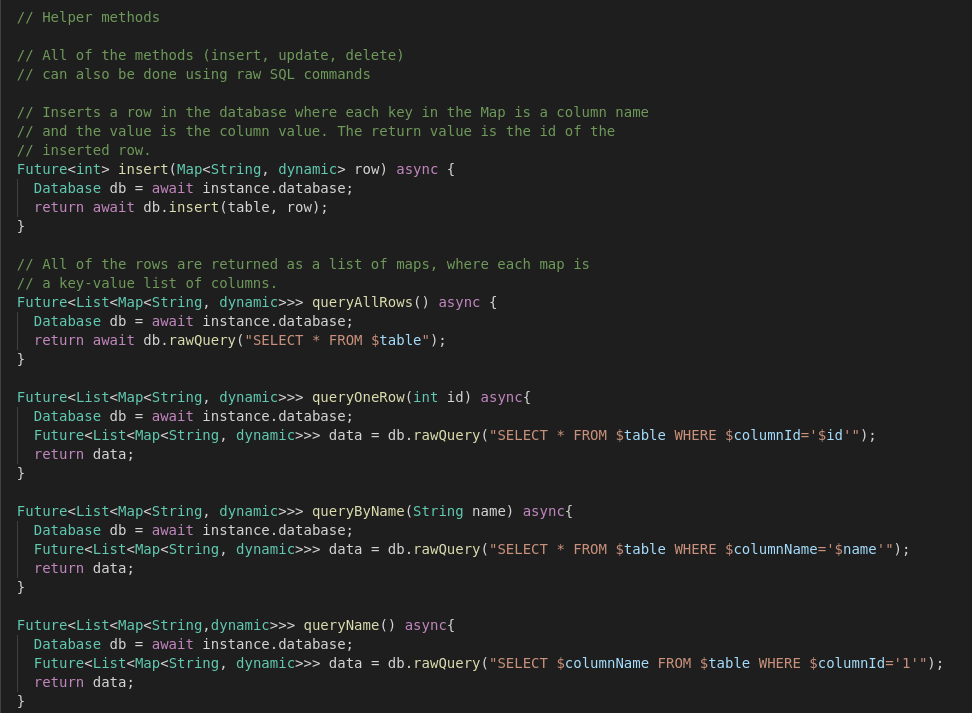 // Helper methods
// All of the methods (insert, update, delete)
// can also be done using raw SQL commands
// Inserts a row in the database where each key in the Map is a column name
// and the value is the column value. The return value is the id of the
// inserted row.
Future<int> insert(Map<String, dynamic> row) async {
  Database db = await instance.database;
  return await db.insert(table, row);
}
// All of the rows are returned as a list of maps, where each map is
// a key-value list of columns.
Future<List<Map<String, dynamic>>> queryAllRows() async {
  Database db = await instance.database;
  return await db.rawQuery("SELECT * FROM $table");
}
Future<List<Map<String, dynamic>>> queryOneRow(int id) async{
  Database db = await instance.database;
  Future<List<Map<String, dynamic>>> data = db.rawQuery("SELECT * FROM $table WHERE $columnId='$id'");
  return data;
}
Future<List<Map<String, dynamic>>> queryByName(String name) async{
  Database db = await instance.database;
  Future<List<Map<String, dynamic>>> data = db.rawQuery("SELECT * FROM $table WHERE $columnName='$name'");
  return data;
}
Future<List<Map<String,dynamic>>> queryName() async{
  Database db = await instance.database;
  Future<List<Map<String, dynamic>>> data = db.rawQuery("SELECT $columnName FROM $table WHERE $columnId='1'");
  return data;
}